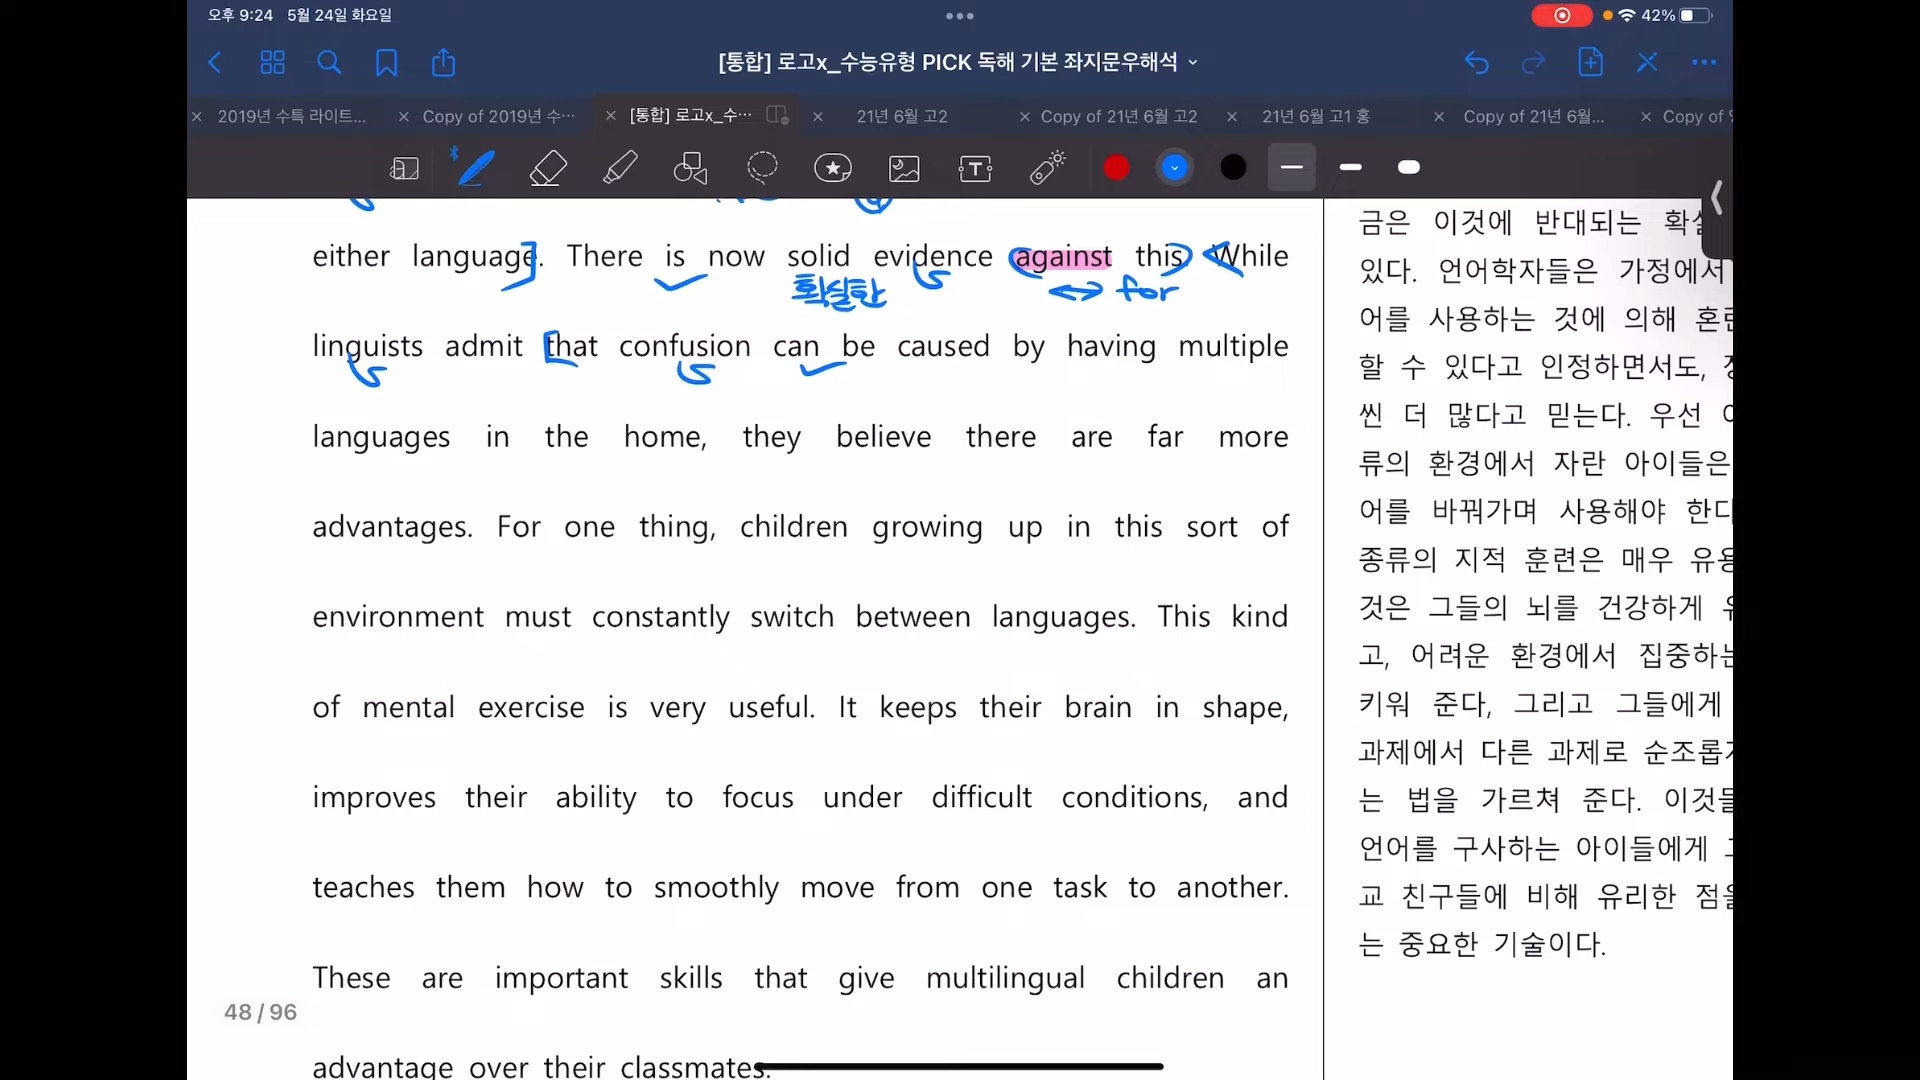 오후 9:24 5월 24일 화요일
42%
[통합] 로고x_수능유형 PICK 독해 기본 좌지문우해석
2019년 수특 라이트...
Copy of 2019년 수...
[통합] 로고x_수...
21년 6월 고2
Copy of 21년 6월 고2
21년 6월 고1 홍
Copy of 21년 6월...
Copy of
either language]. There is now solid evidence (against this) <While
확실한 ↔ for
linguists admit [that confusion can be caused by having multiple
languages in the home, they believe there are far more
advantages. For one thing, children growing up in this sort of
environment must constantly switch between languages. This kind
of mental exercise is very useful. It keeps their brain in shape,
improves their ability to focus under difficult conditions, and
teaches them how to smoothly move from one task to another.
These are important skills that give multilingual children an
advantage over their classmates.
48 / 96
금은 이것에 반대되는
있다. 언어학자들은 가정에서
어를 사용하는 것에 의해
할 수 있다고 인정하면서도,
씬 더 많다고 믿는다. 우선
류의 환경에서 자란 아이들은
어를 바꿔가며 사용해야 한다
종류의 지적 훈련은 매우
것은 그들의 뇌를 건강하게
고, 어려운 환경에서 집중하는
키워 준다, 그리고 그들에게
과제에서 다른 과제로
는 법을 가르쳐 준다.
언어를 구사하는 아이들에게
교 친구들에 비해 유리한
는 중요한 기술이다.